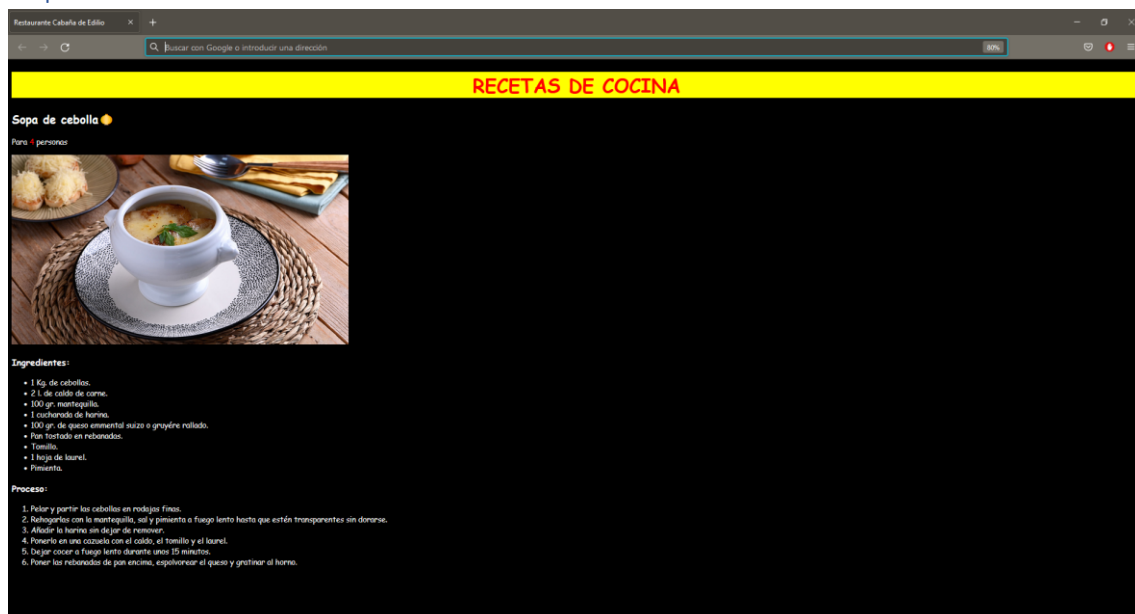 Restaurante Cabaña de Edilio
Buscar con Google o introducir una dirección
80%
RECETAS DE COCINA
Sopa de cebolla
Para 4 personas
Ingredientes:
• 1 Kg. de cebollas.
• 2 l. de caldo de carne.
• 100 gr. mantequilla.
• 1 cucharada de harina.
• 100 gr. de queso emmental suizo o gruyére rallado.
• Pan tostado en rebanadas.
• Tomillo.
• 1 hoja de laurel.
• Pimienta.
Proceso:
1. Pelar y partir las cebollas en rodajas finas.
2. Rehogarlas con la mantequilla, sal y pimienta a fuego lento hasta que estén transparentes sin dorarse.
3. Añadir la harina sin dejar de remover.
4. Ponerlo en una cazuela con el caldo, el tomillo y el laurel.
5. Dejar cocer a fuego lento durante unos 15 minutos.
6. Poner las rebanadas de pan encima, espolvorear el queso y gratinar al horno.